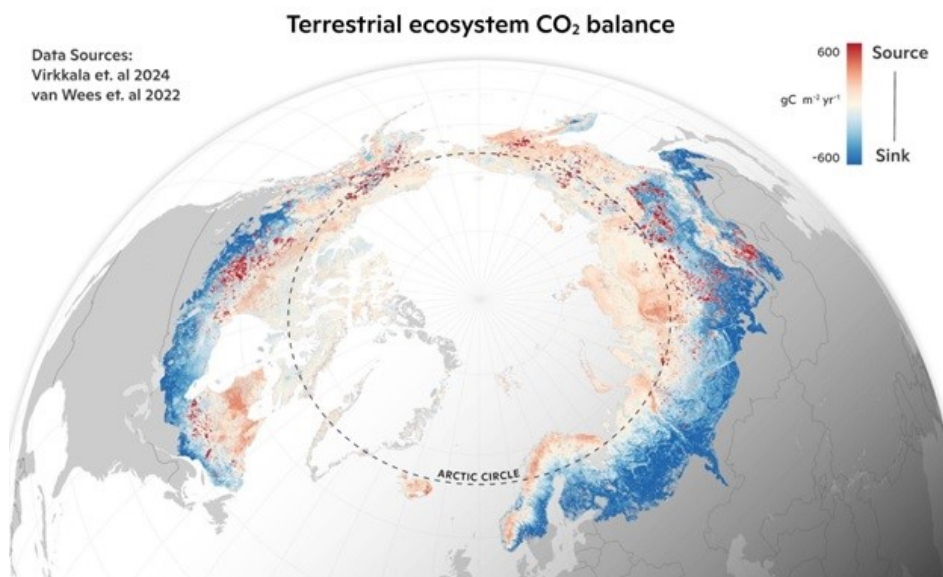 Terrestrial ecosystem CO₂ balance
Data Sources:
Virkkala et. al 2024
van Wees et. al 2022
600
Source
gC m⁻² yr⁻¹
-600
Sink
ARCTIC CIRCLE